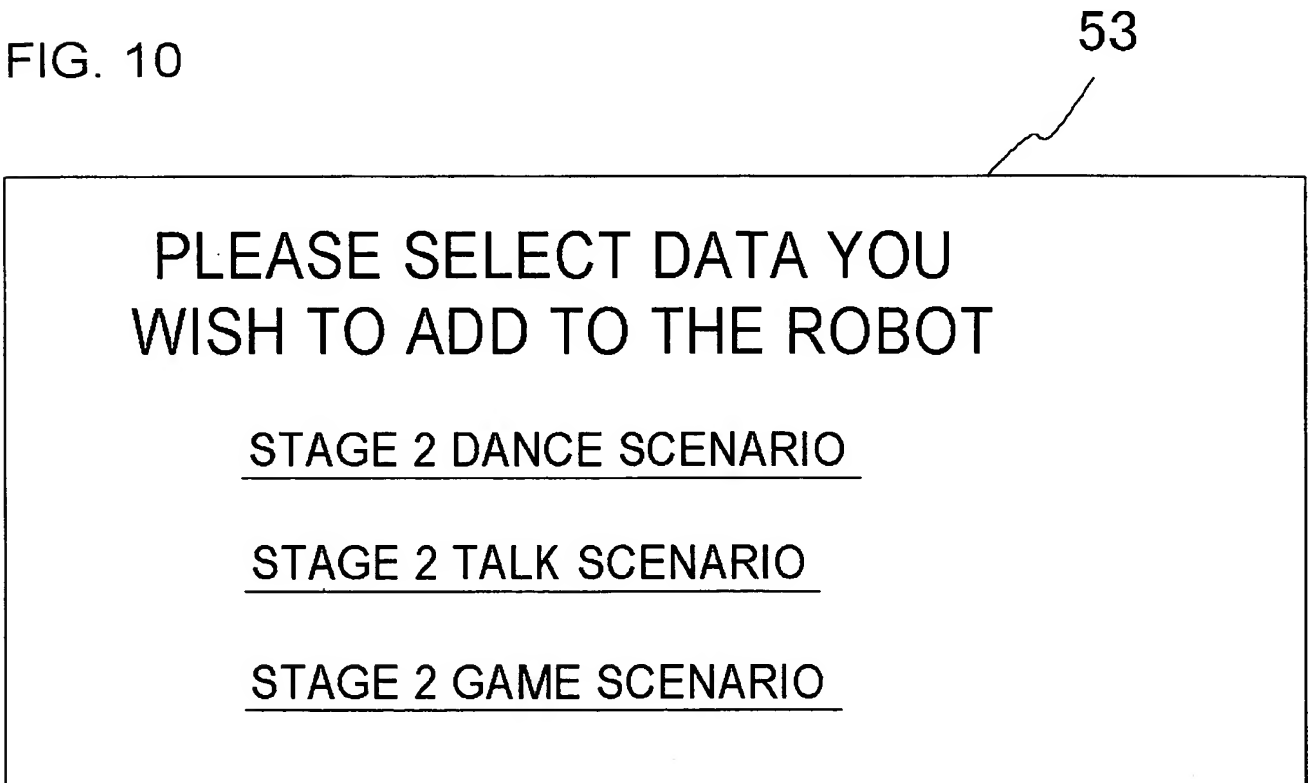 FIG. 10
53
PLEASE SELECT DATA YOU
WISH TO ADD TO THE ROBOT
STAGE 2 DANCE SCENARIO
STAGE 2 TALK SCENARIO
STAGE 2 GAME SCENARIO